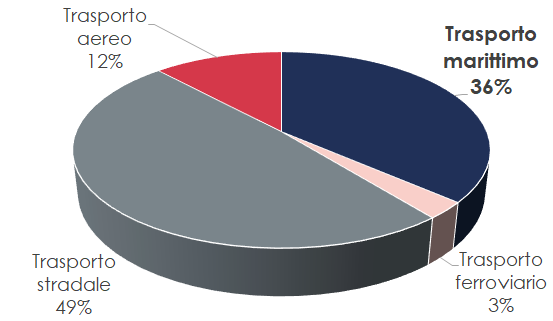 Trasporto
aereo
12%
Trasporto
marittimo
36%
Trasporto
stradale
49%
Trasporto
ferroviario
3%